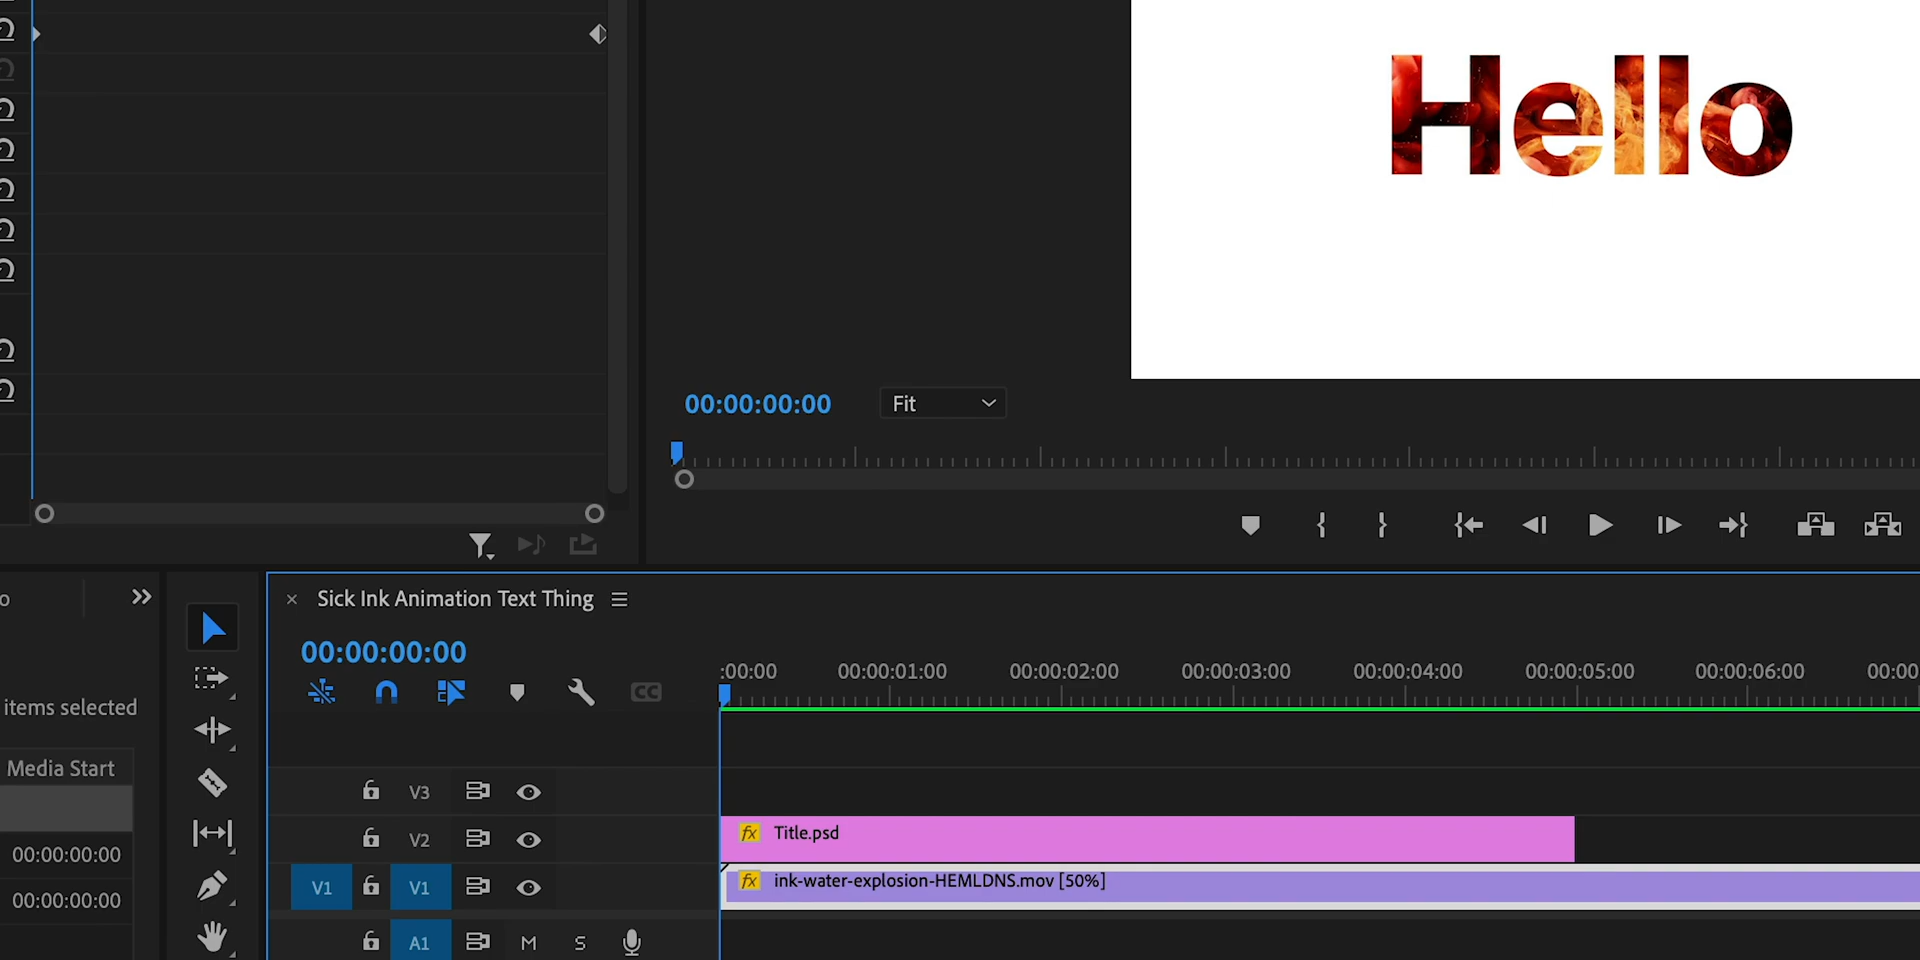 Hello
00:00:00:00
Fit
Sick Ink Animation Text Thing
00:00:00:00
:00:00 00:00:01:00 00:00:02:00 00:00:03:00 00:00:04:00 00:00:05:00 00:00:06:00 00:00
CC
o
items selected
Media Start
00:00:00:00
00:00:00:00
V3
V2
fx Title.psd
V1 V1
fx ink-water-explosion-HEMLDNS.mov [50%]
A1 M S